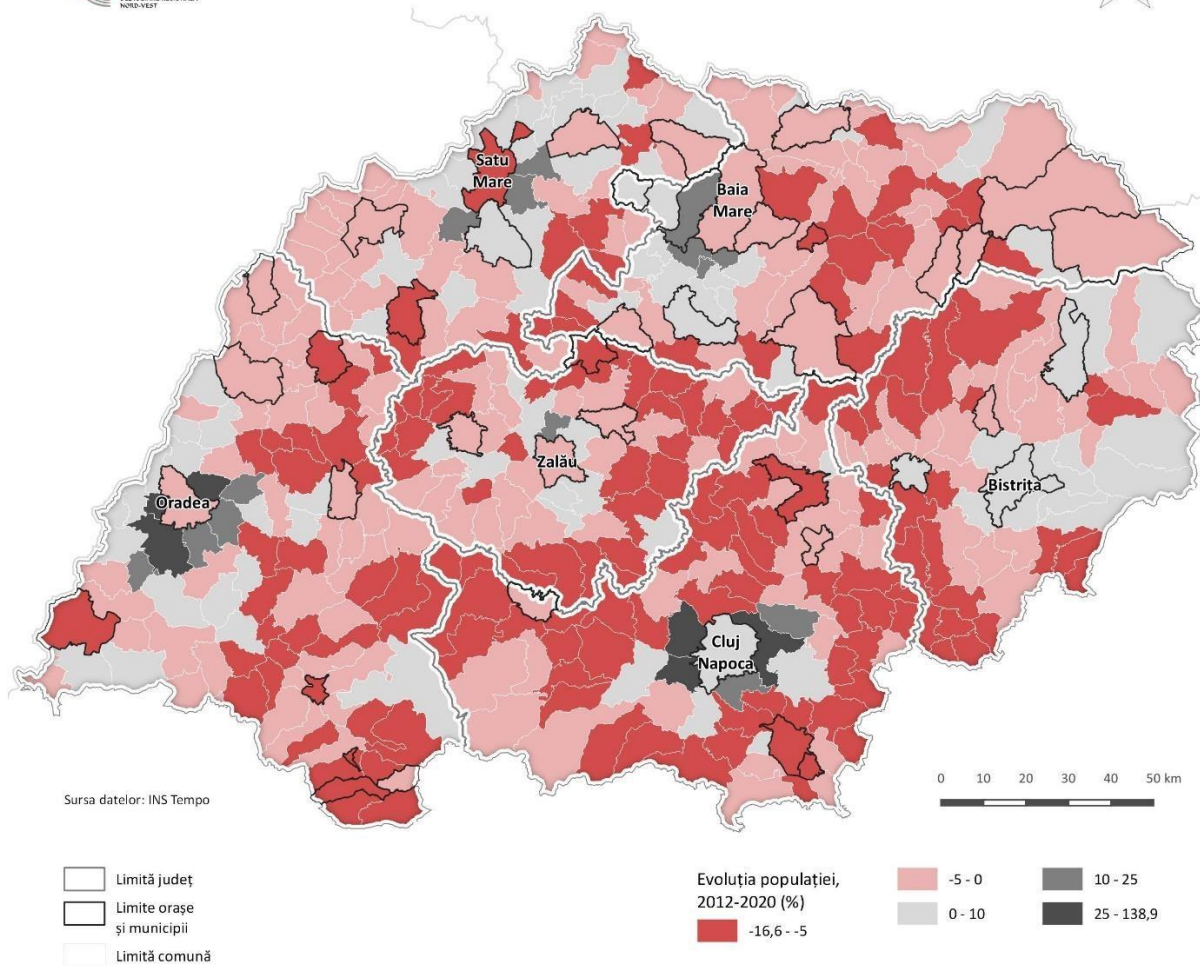 NORD-VEST
Satu
Mare
Baia
Mare
Zalău
Oradea
Bistrița
Cluj
Napoca
0 10 20 30 40 50 km
Sursa datelor: INS Tempo
Limită județ
Limite orașe
și municipii
Limită comună
Evoluția populației,
2012-2020 (%)
-16,6 - -5
-5 - 0
0 - 10
10 - 25
25 - 138,9